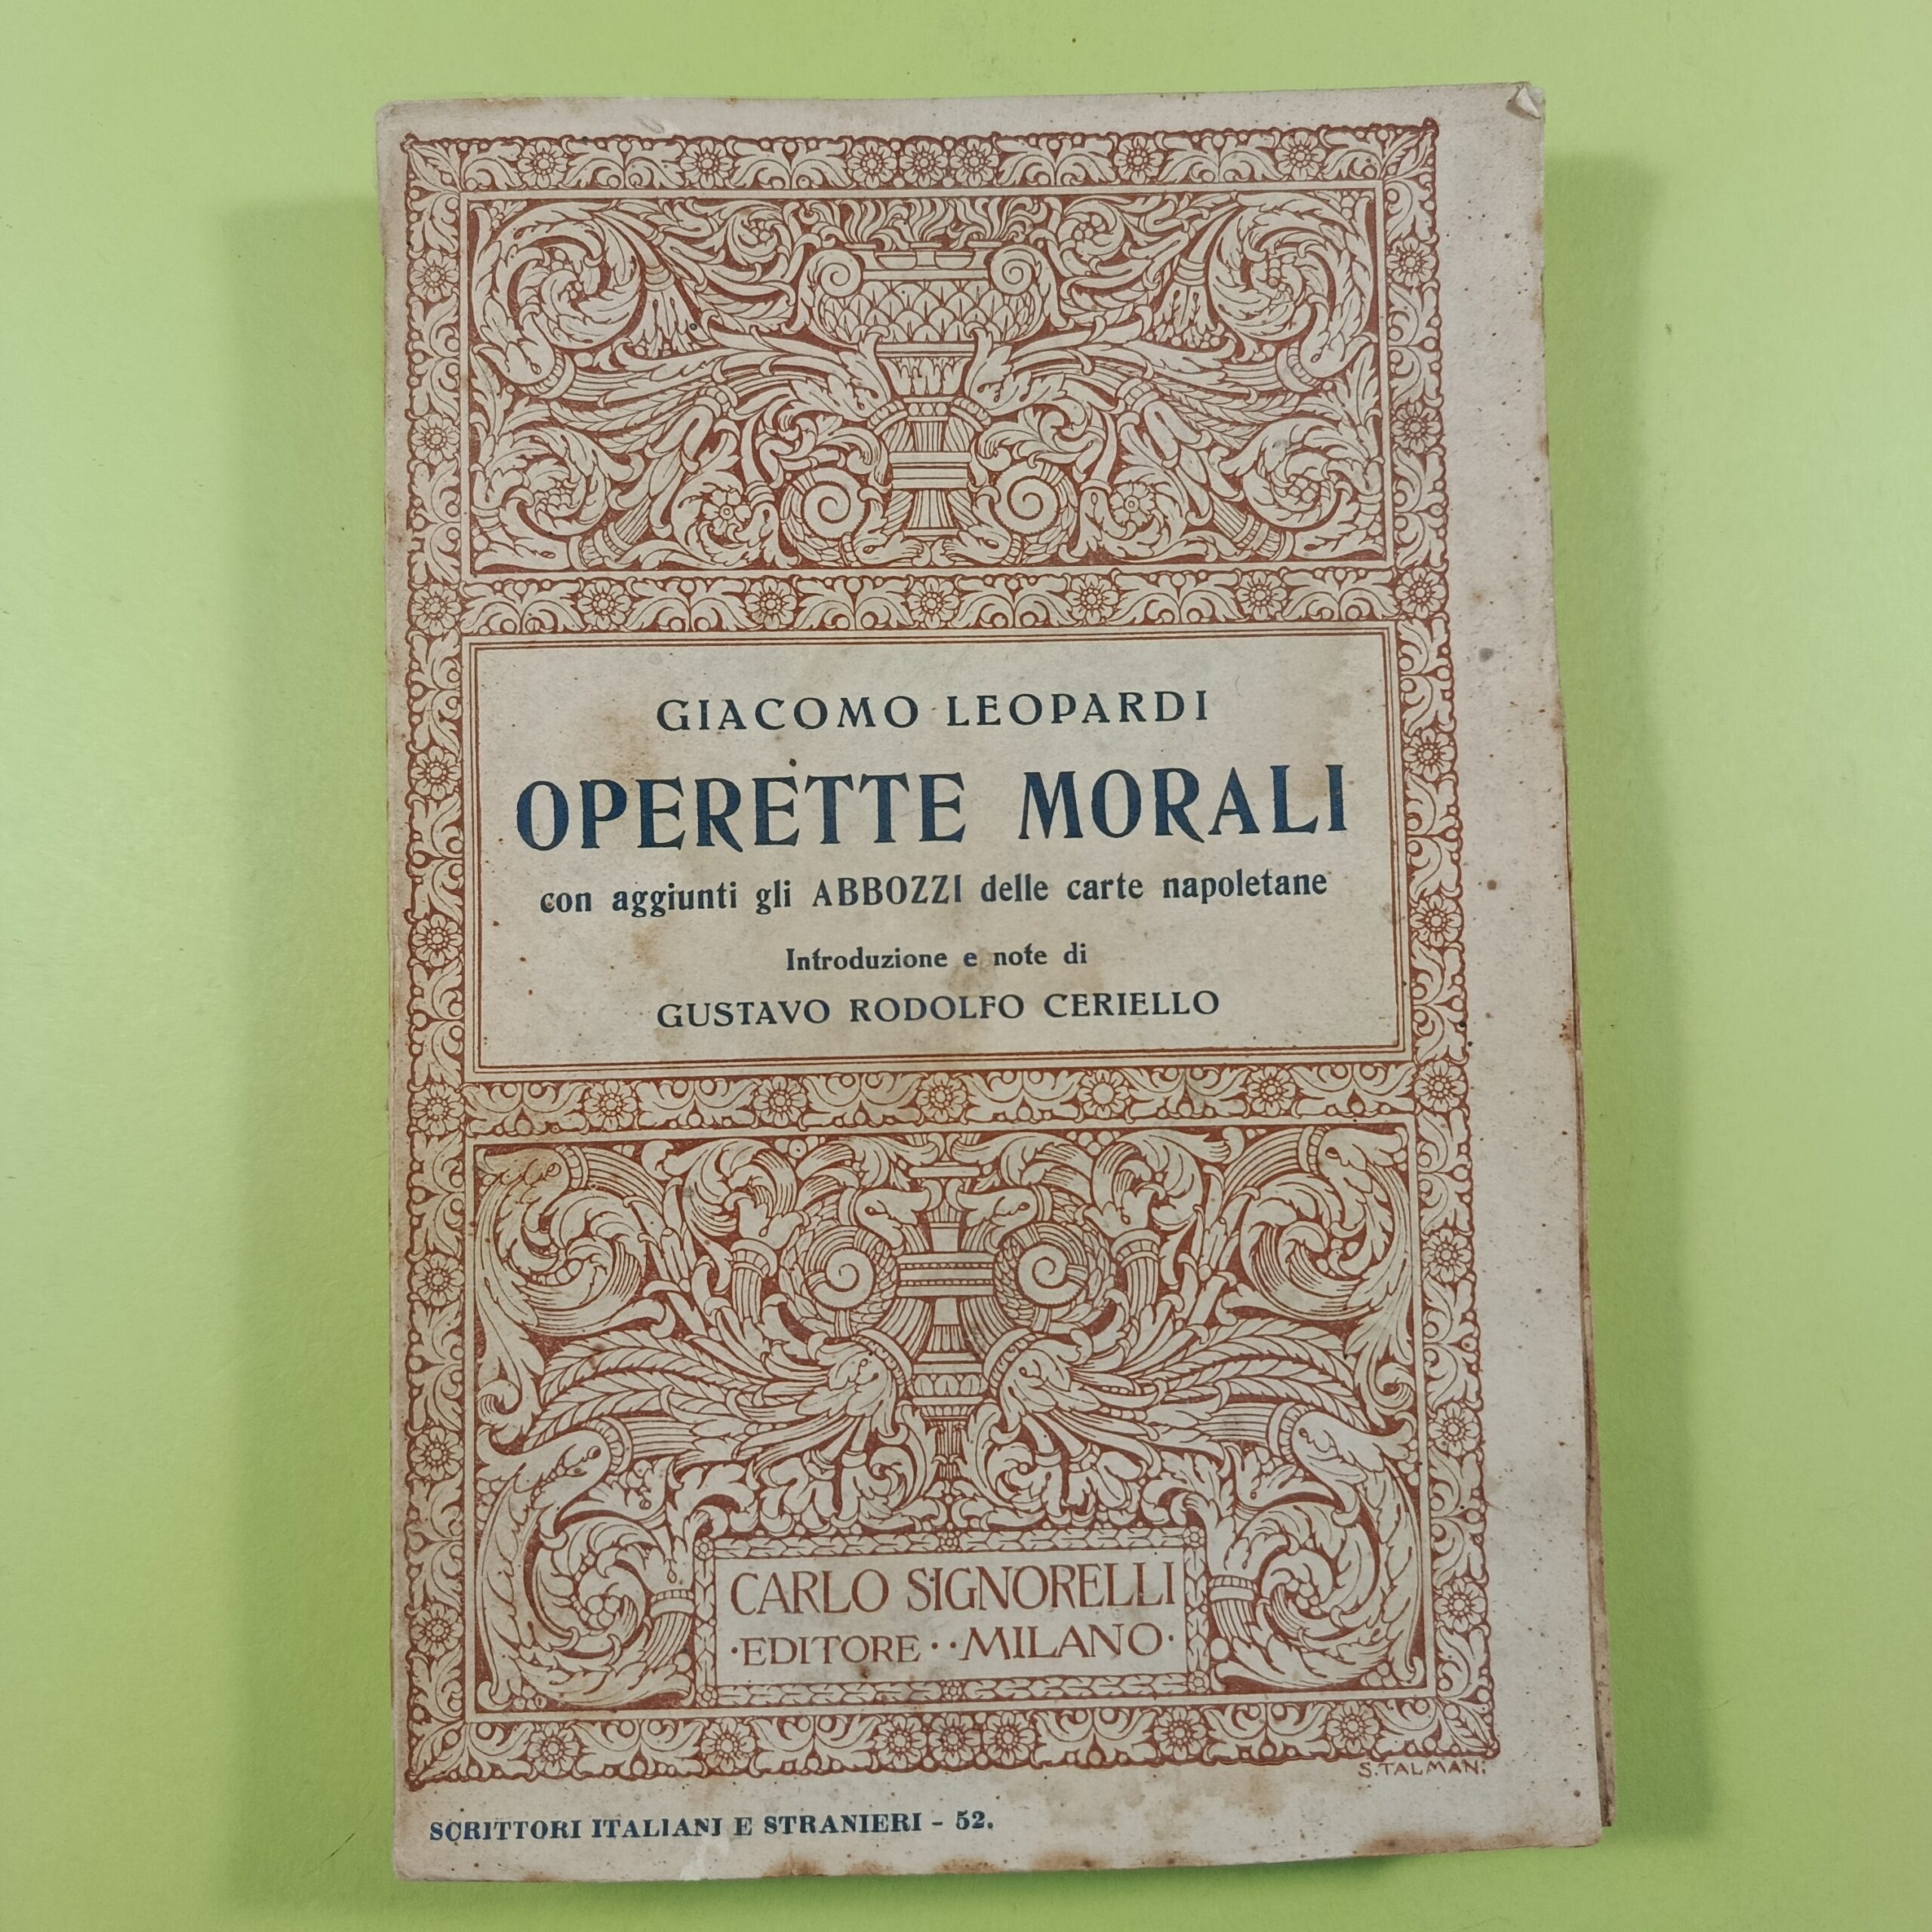 GIACOMO LEOPARDI
OPERETTE MORALI
con aggiunti gli ABBOZZI delle carte napoletane
Introduzione e note di
GUSTAVO RODOLFO CERIELLO
CARLO SIGNORELLI
·EDITORE··MILANO·
S. TALMAN
SCRITTORI ITALIANI E STRANIERI - 52.